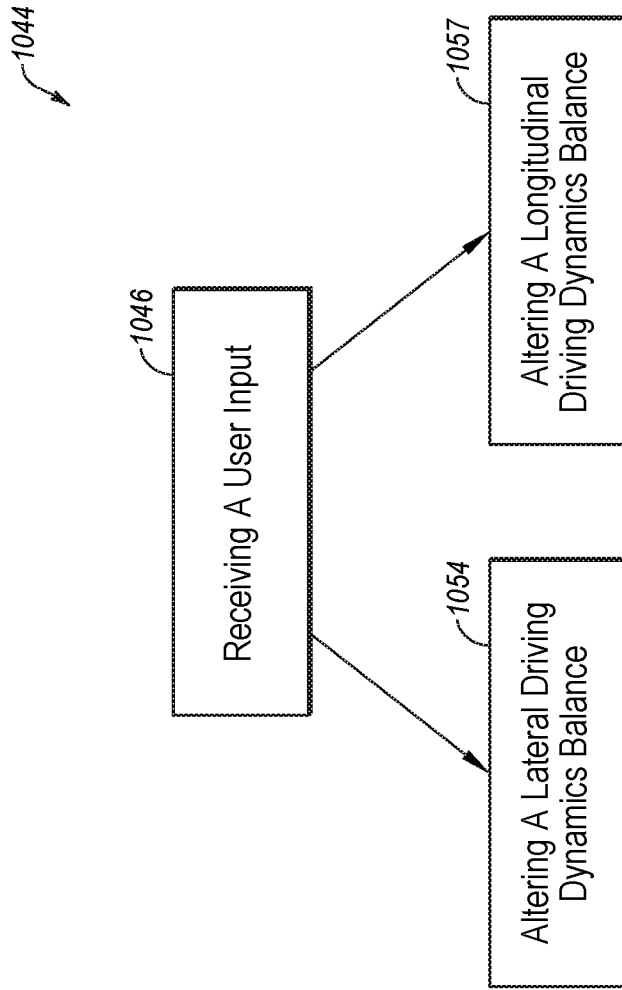 1044
1046
Receiving A User Input
1054
Altering A Lateral Driving
Dynamics Balance
1057
Altering A Longitudinal
Driving Dynamics Balance